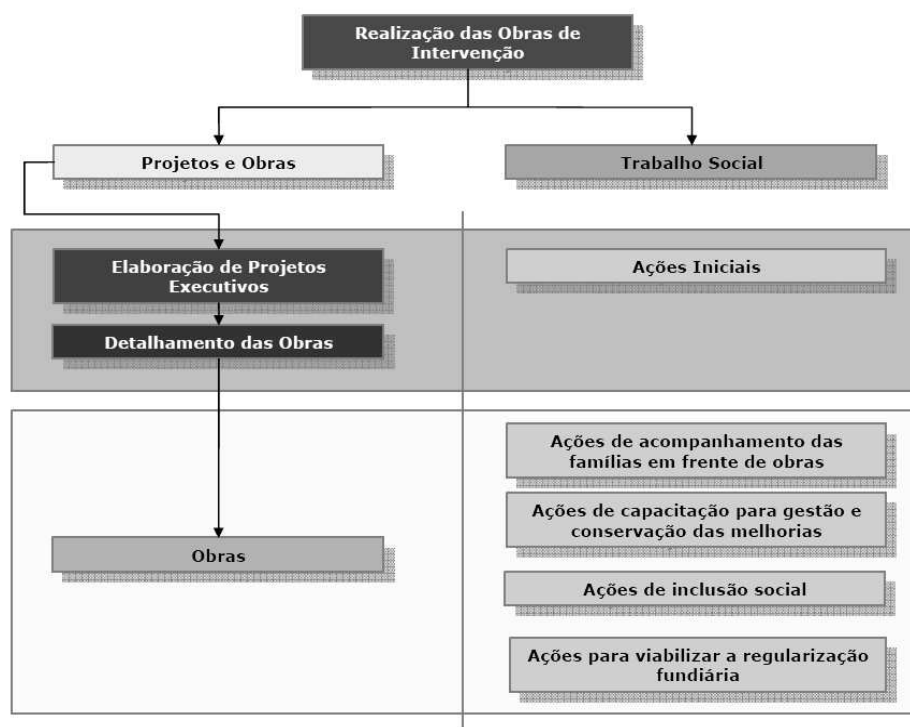 Realização das Obras de
Intervenção
Projetos e Obras
Trabalho Social
Elaboração de Projetos
Executivos
Ações Iniciais
Detalhamento das Obras
Ações de acompanhamento das
famílias em frente de obras
Ações de capacitação para gestão e
conservação das melhorias
Obras
Ações de inclusão social
Ações para viabilizar a regularização
fundiária